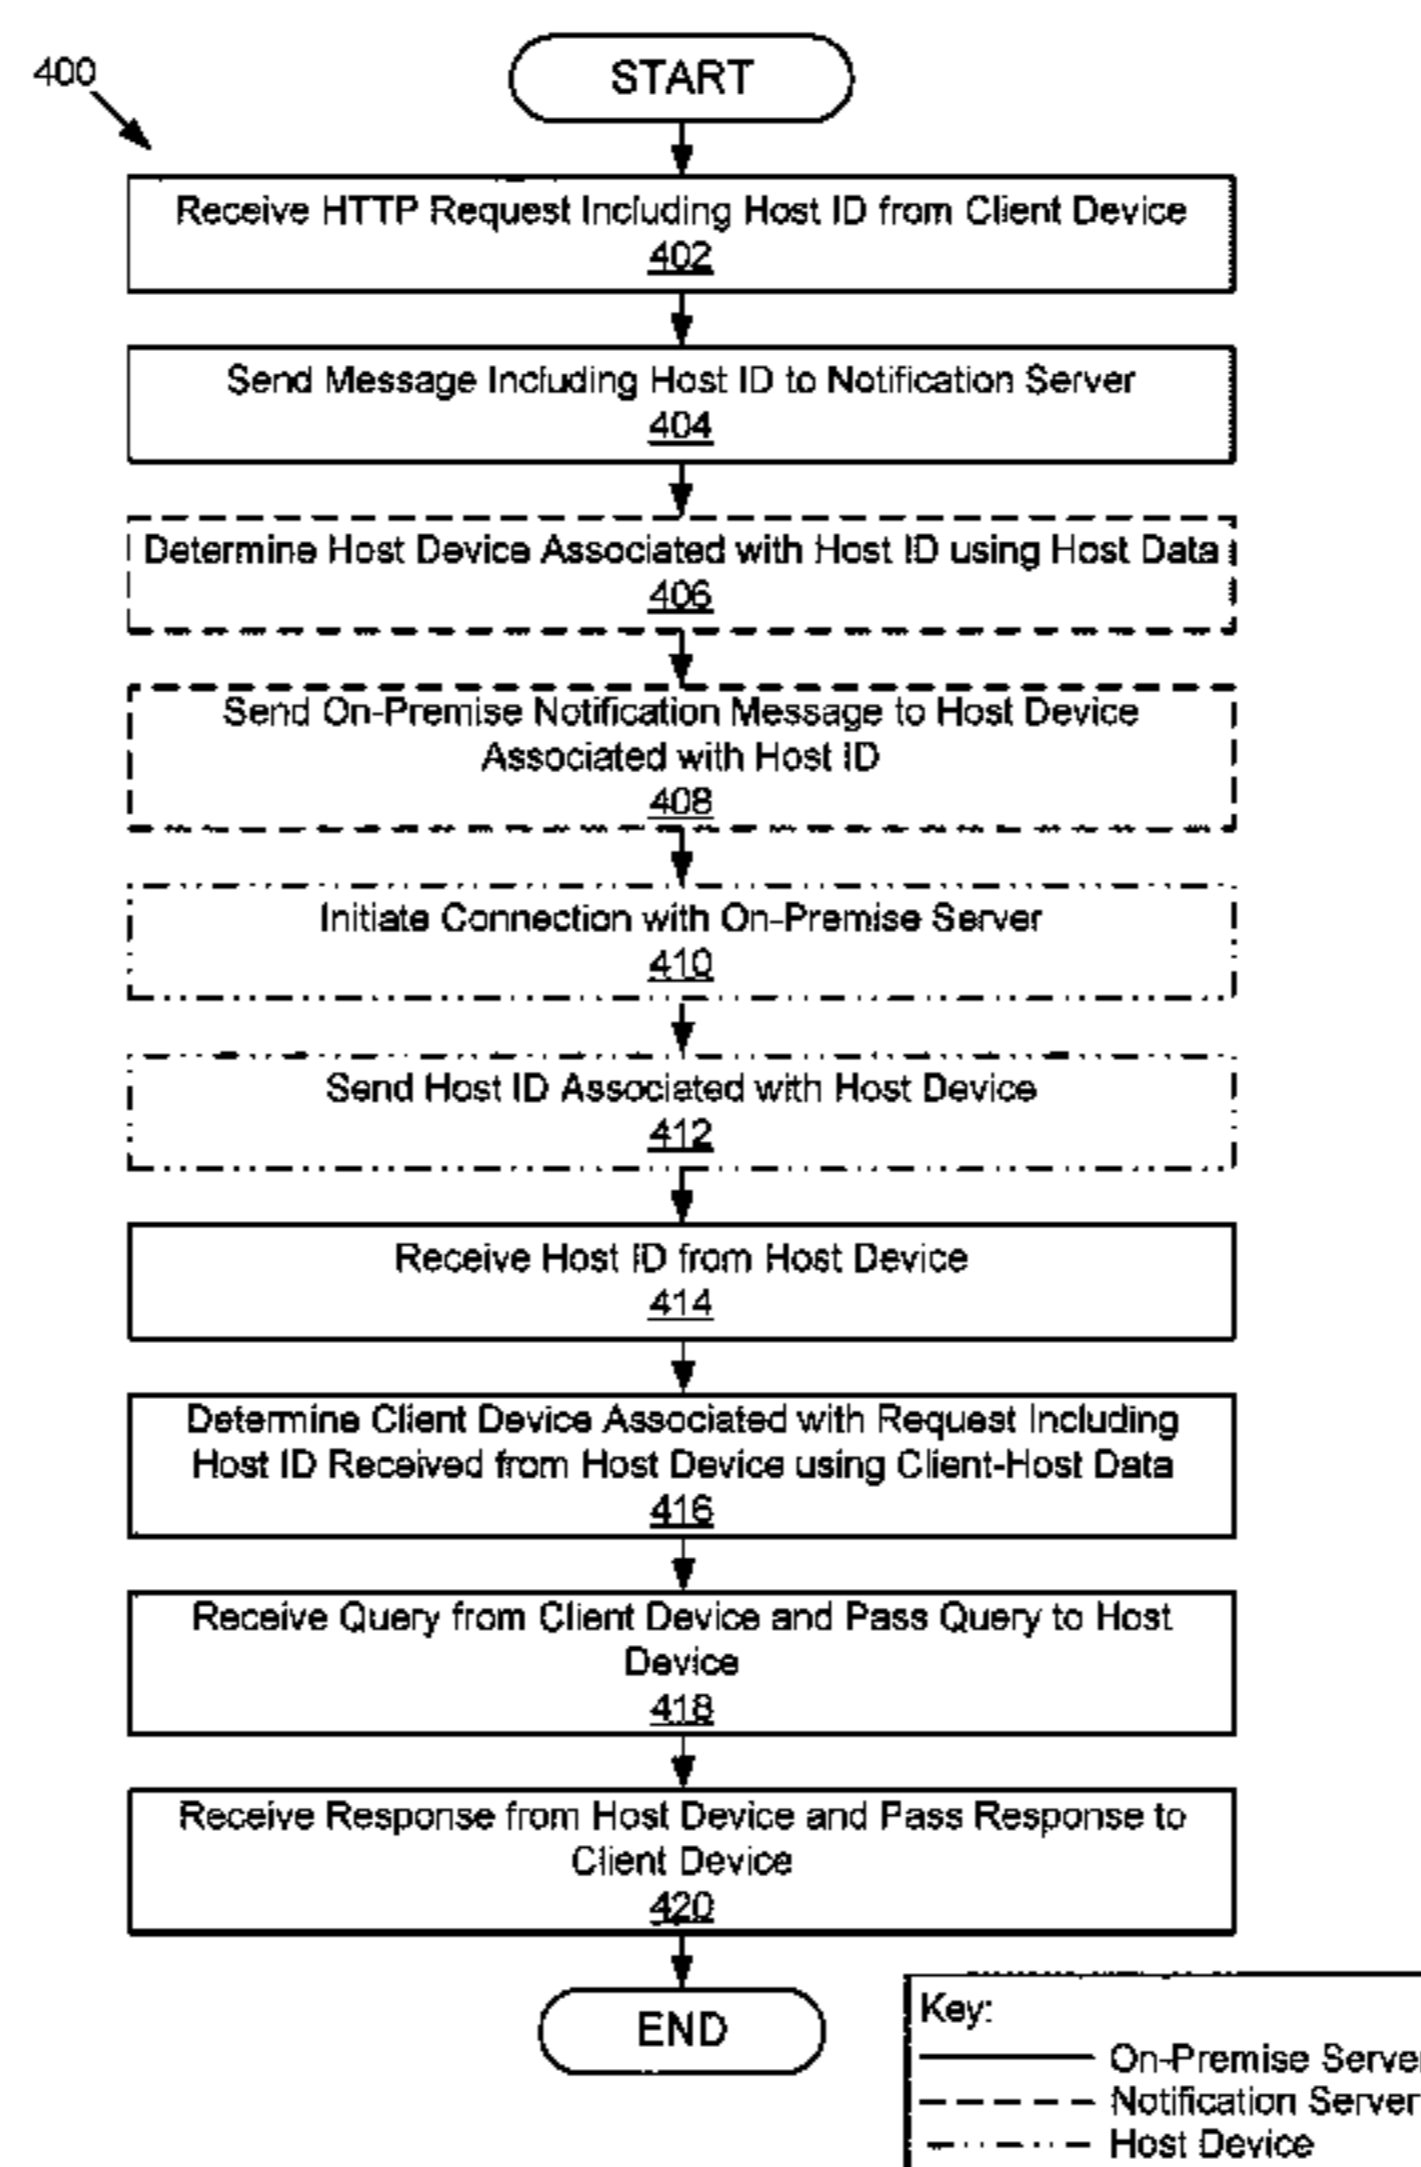 400
START
Receive HTTP Request Including Host ID from Client Device
402
Send Message Including Host ID to Notification Server
404
Determine Host Device Associated with Host ID using Host Data
406
Send On-Premise Notification Message to Host Device
Associated with Host ID
408
Initiate Connection with On-Premise Server
410
Send Host ID Associated with Host Device
412
Receive Host ID from Host Device
414
Determine Client Device Associated with Request Including
Host ID Received from Host Device using Client-Host Data
416
Receive Query from Client Device and Pass Query to Host
Device
418
Receive Response from Host Device and Pass Response to
Client Device
420
END
Key:
On-Premise Server
Notification Server
Host Device